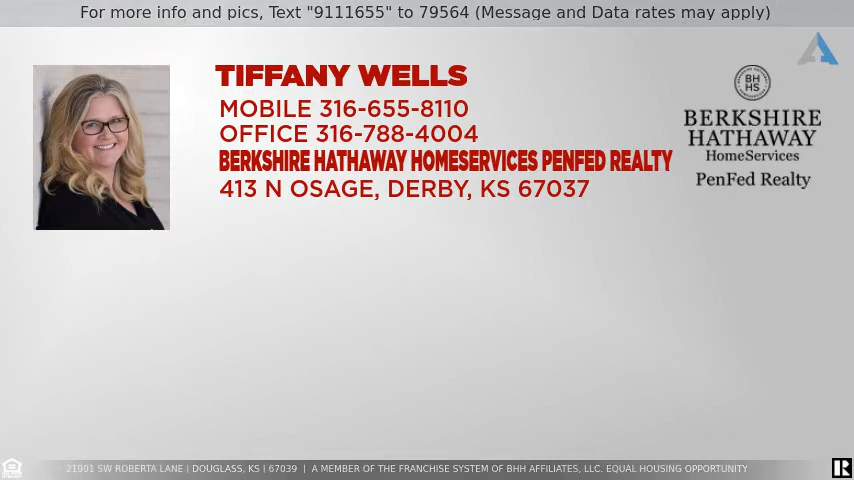 For more info and pics, Text "9111655" to 79564 (Message and Data rates may apply)
TIFFANY WELLS
MOBILE 316-655-8110
OFFICE 316-788-4004
BERKSHIRE HATHAWAY HOMESERVICES PENFED REALTY
413 N OSAGE, DERBY, KS 67037
BH
HS
BERKSHIRE
HATHAWAY
HomeServices
PenFed Realty
21901 SW ROBERTA LANE | DOUGLASS, KS | 67039 | A MEMBER OF THE FRANCHISE SYSTEM OF BHH AFFILIATES, LLC. EQUAL HOUSING OPPORTUNITY